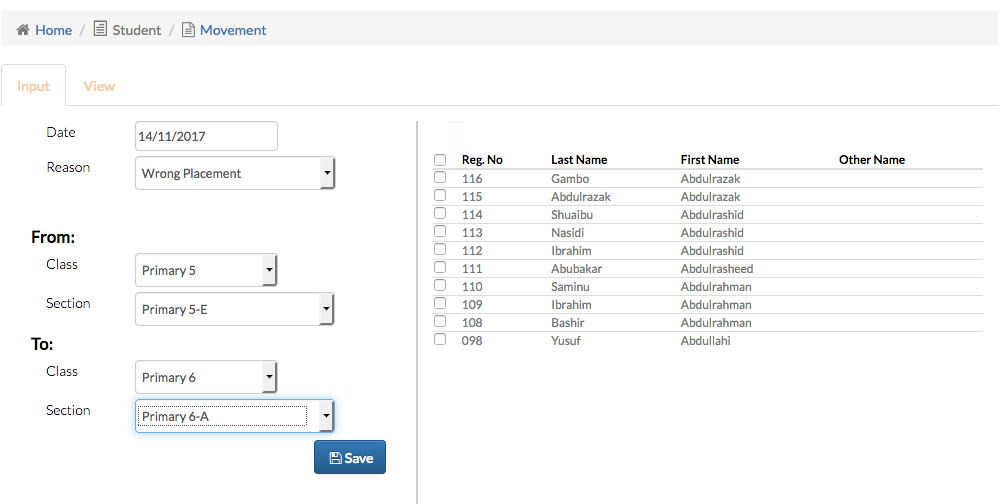 Home / Student / Movement
Input View
Date 14/11/2017
Reason Wrong Placement
From:
Class Primary 5
Section Primary 5-E
To:
Class Primary 6
Section Primary 6-A
Save
Reg. No Last Name First Name Other Name
116 Gambo Abdulrazak
115 Abdulrazak Abdulrazak
114 Shuaibu Abdulrashid
113 Nasidi Abdulrashid
112 Ibrahim Abdulrashid
111 Abubakar Abdulrasheed
110 Saminu Abdulrahman
109 Ibrahim Abdulrahman
108 Bashir Abdulrahman
098 Yusuf Abdullahi